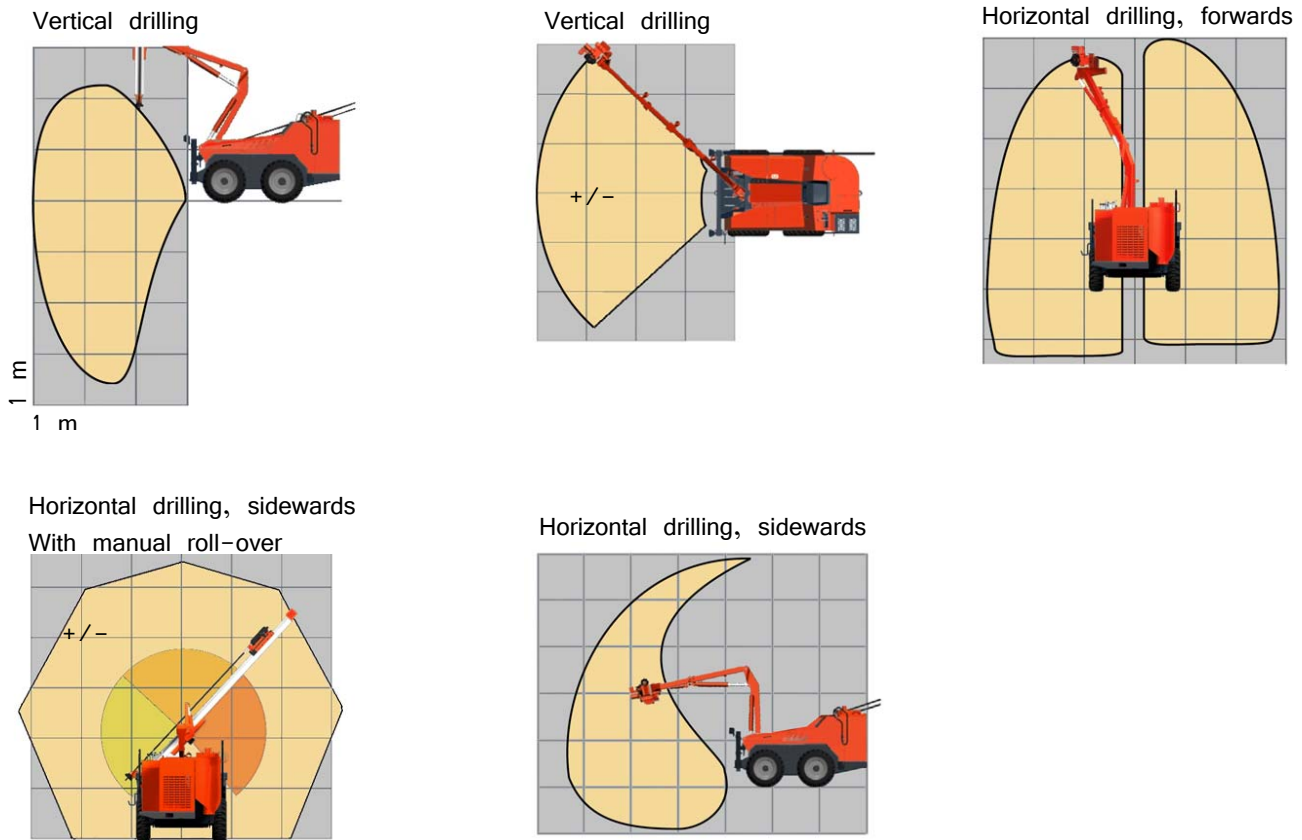 Vertical drilling
Vertical drilling
Horizontal drilling, forwards
+/-
1 m
1 m
Horizontal drilling, sidewards
With manual roll-over
Horizontal drilling, sidewards
+/-